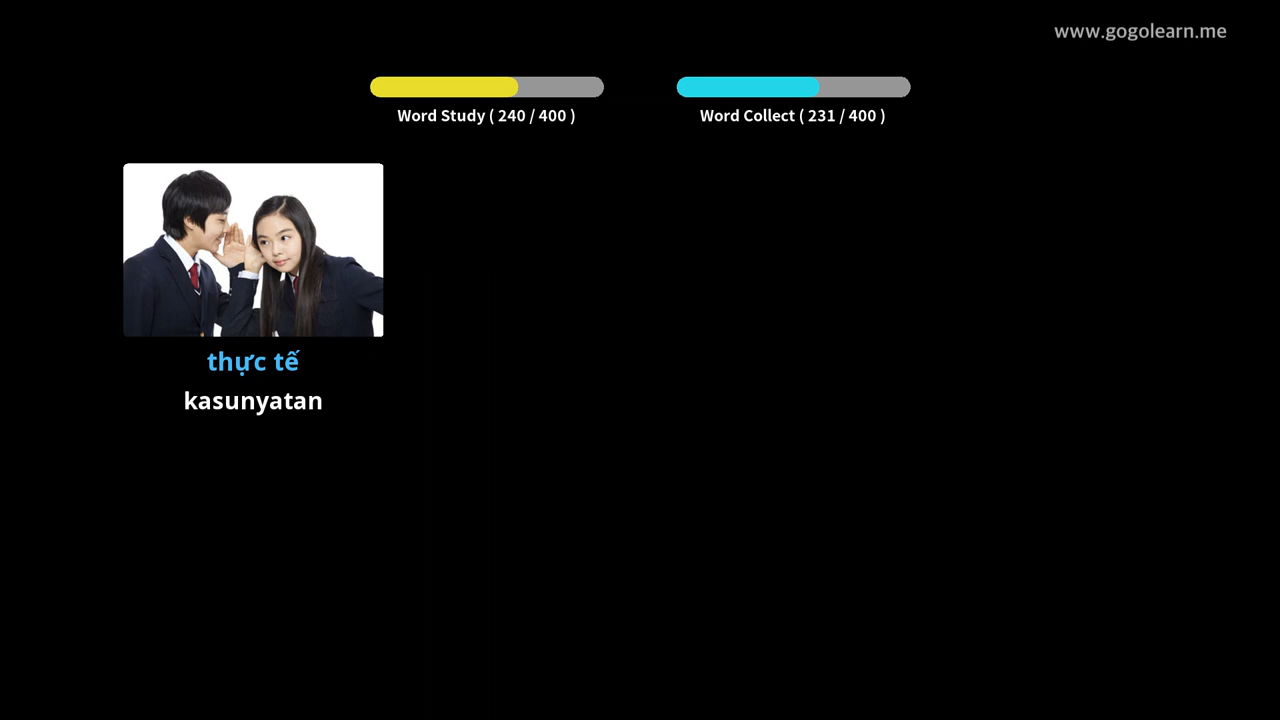 www.gogolearn.me
Word Study ( 240 / 400 )
Word Collect ( 231 / 400 )
thực tế
kasunyatan